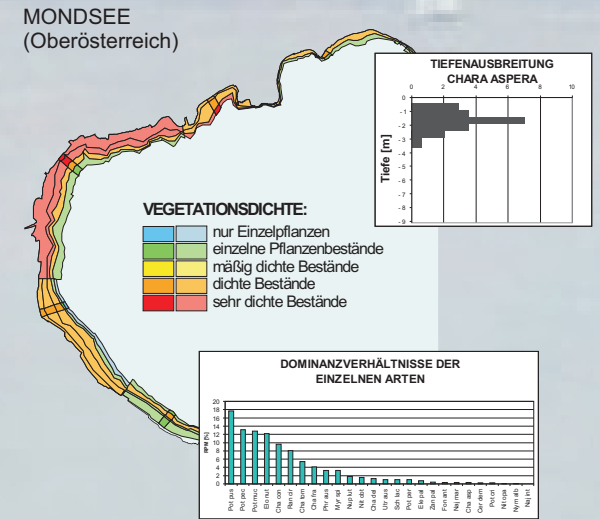 MONDSEE
(Oberösterreich)
TIEFENAUSBREITUNG
CHARA ASPERA
0 2 4 6 8 10
Tiefe [m]
0
-1
-2
-3
-4
-5
-6
-7
-8
-9
VEGETATIONSDICHTE:
nur Einzelpflanzen
einzelne Pflanzenbestände
mäßig dichte Bestände
dichte Bestände
sehr dichte Bestände
DOMINANZVERHÄLTNISSE DER
EINZELNEN ARTEN
RPM [%]
20
18
16
14
12
10
8
6
4
2
0
Pot pus
Pot pec
Pot muc
Elo nut
Cha con
Ran cir
Cha tom
Cha fra
Phr aus
Myr spi
Nup lut
Nit obt
Cha del
Utr aus
Sch lac
Pot per
Ele pal
Zan pal
Fon ant
Naj mar
Cha asp
Cer dem
Pot cri
Nit opa
Nym alb
Naj int